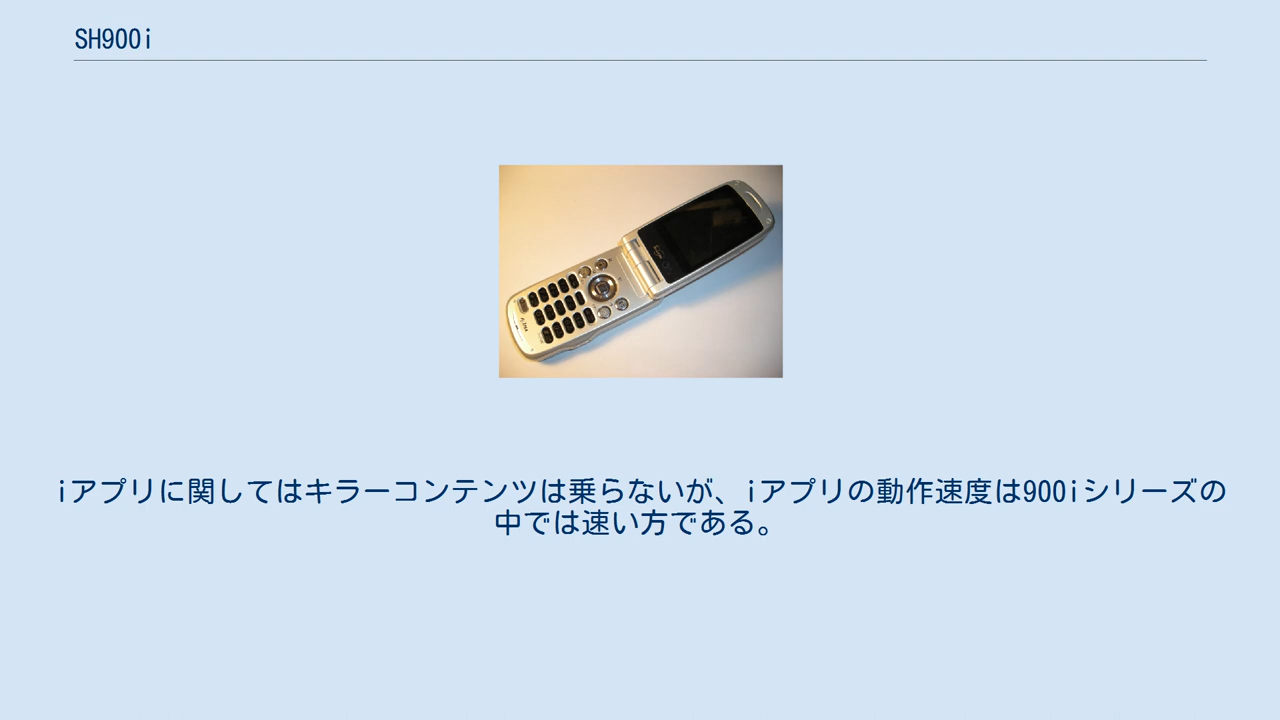 SH900i
iアプリに関してはキラーコンテンツは乗らないが、iアプリの動作速度は900iシリーズの
中では速い方である。